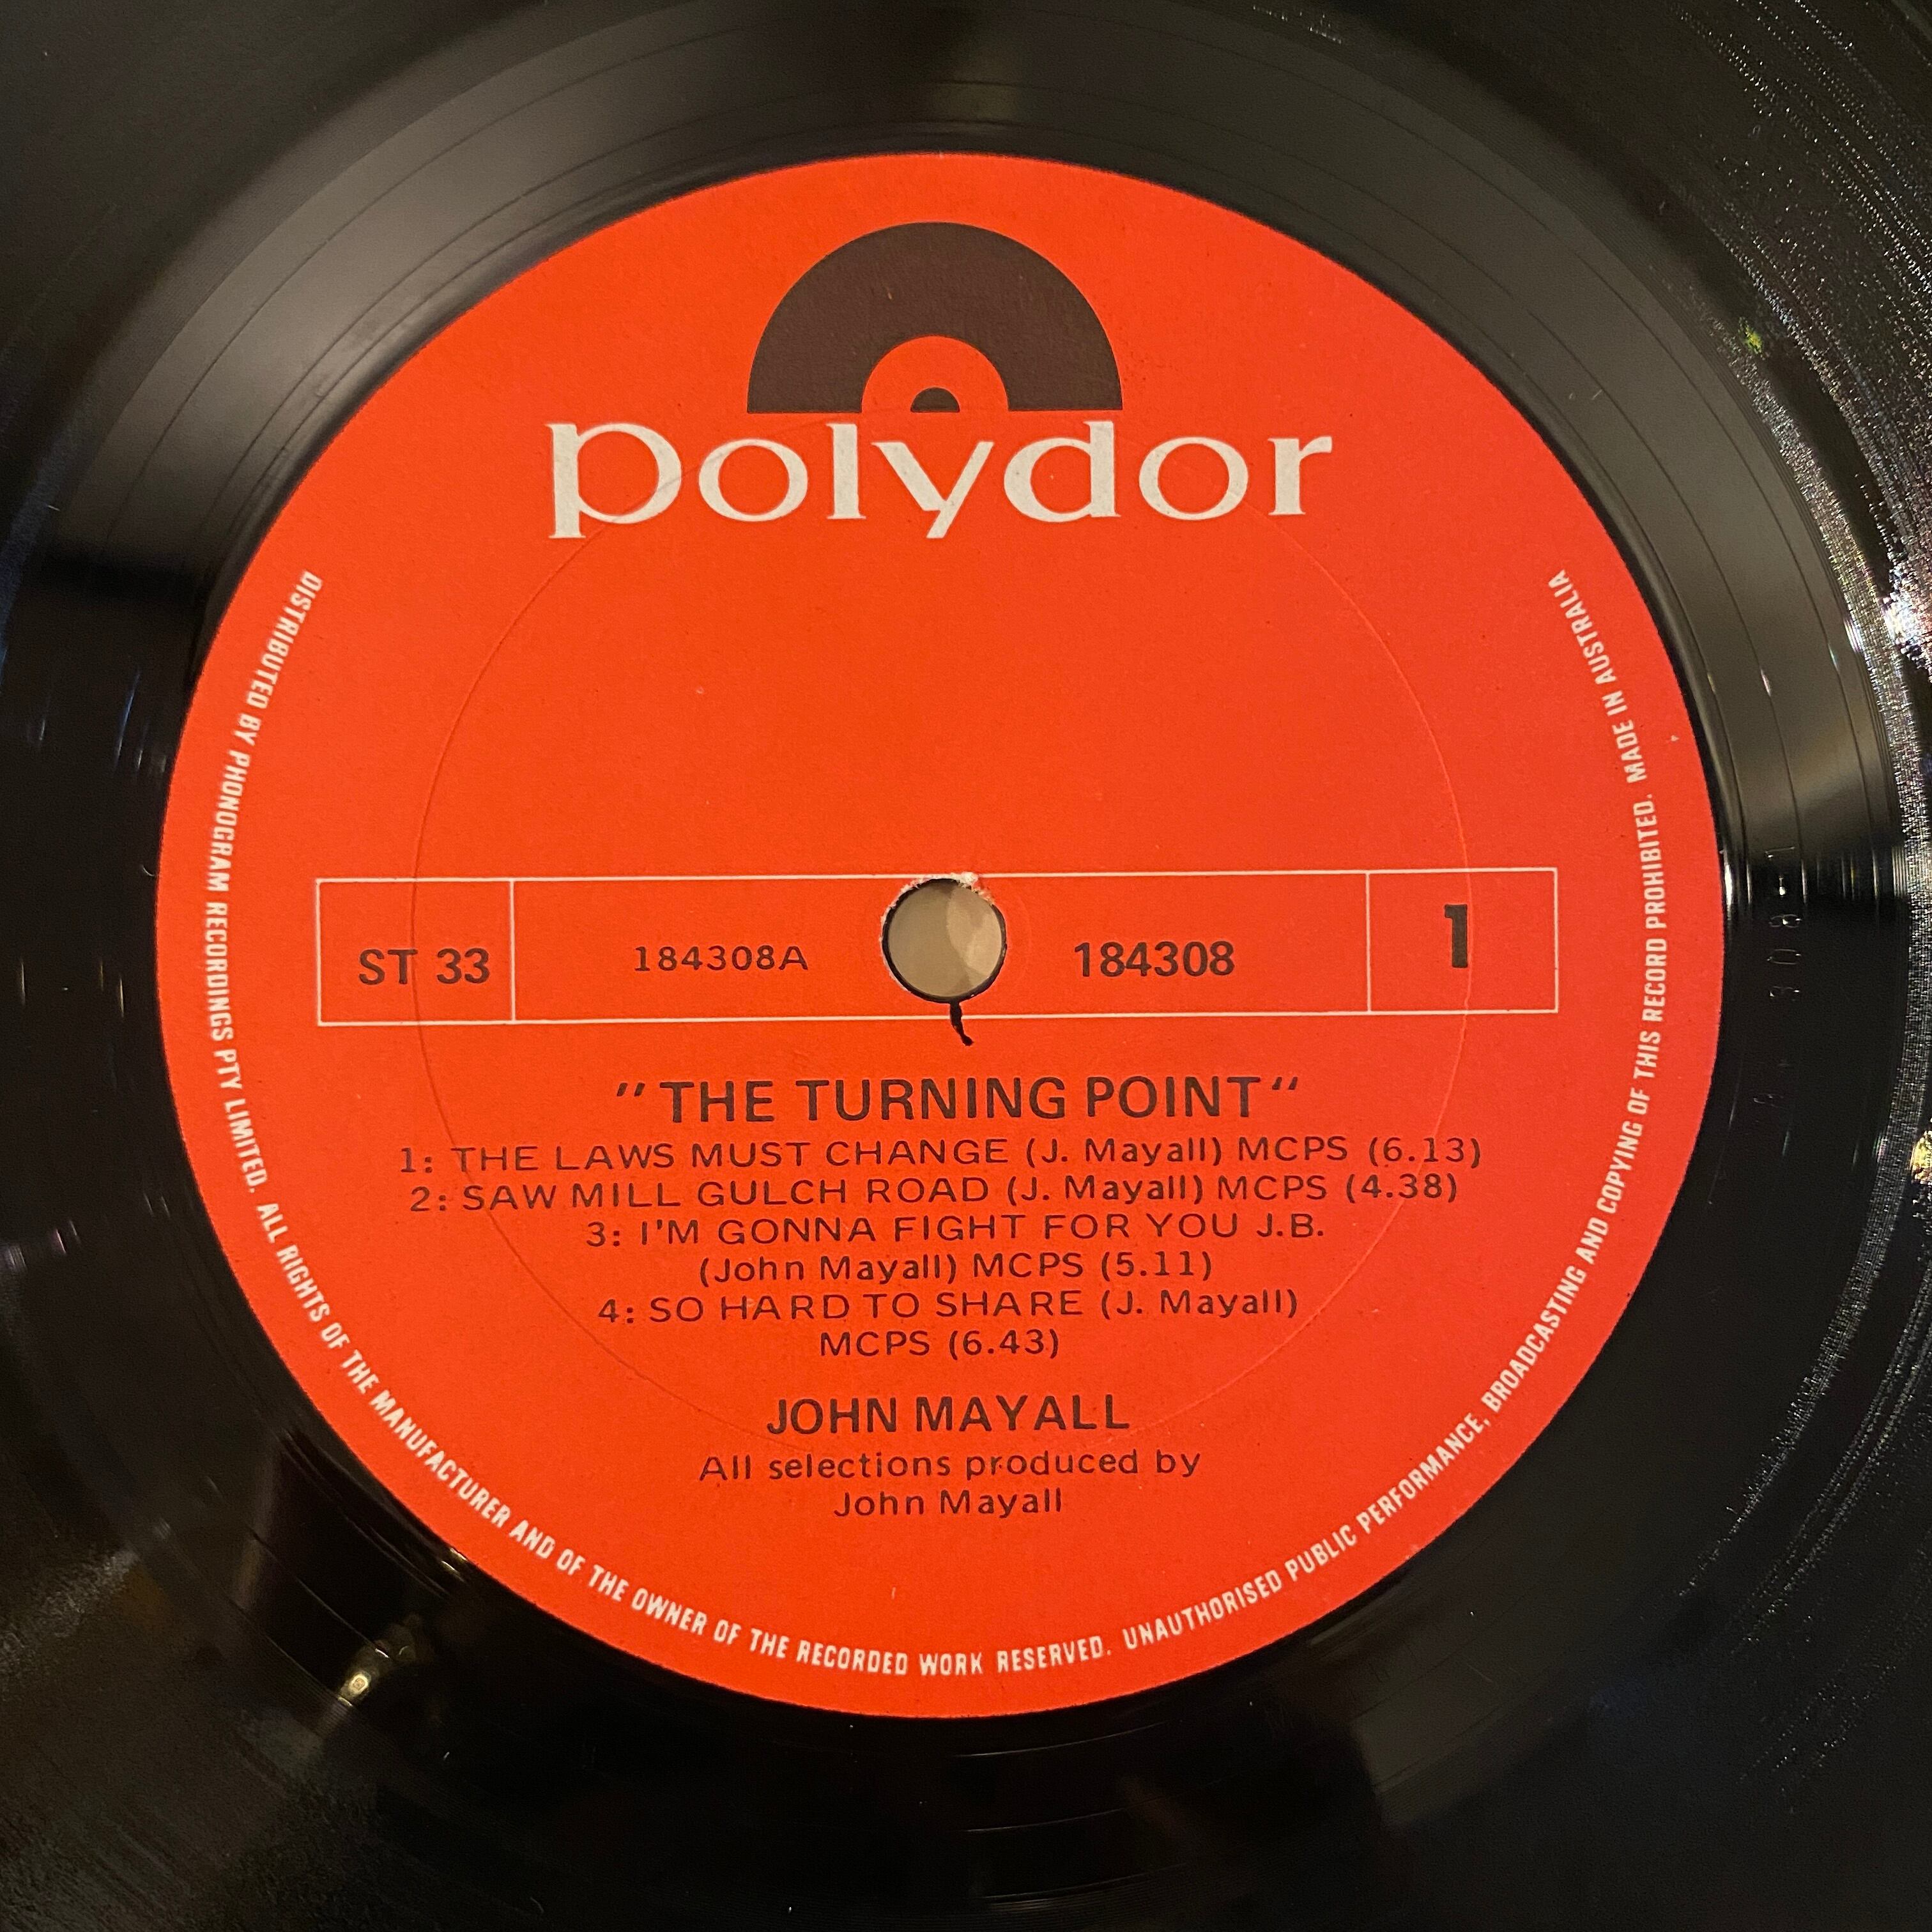 polydor
ST 33 184308A 184308 1
"THE TURNING POINT"
1: THE LAWS MUST CHANGE (J. Mayall) MCPS (6.13)
2: SAW MILL GULCH ROAD (J. Mayall) MCPS (4.38)
3: I'M GONNA FIGHT FOR YOU J.B.
(John Mayall) MCPS (5.11)
4: SO HARD TO SHARE (J. Mayall)
MCPS (6.43)
JOHN MAYALL
All selections produced by
John Mayall
DISTRIBUTED BY PHONOGRAM RECORDINGS PTY LIMITED. ALL RIGHTS OF THE MANUFACTURER AND OF THE OWNER OF THE RECORDED WORK RESERVED. UNAUTHORISED PUBLIC PERFORMANCE, BROADCASTING AND COPYING OF THIS RECORD PROHIBITED. MADE IN AUSTRALIA